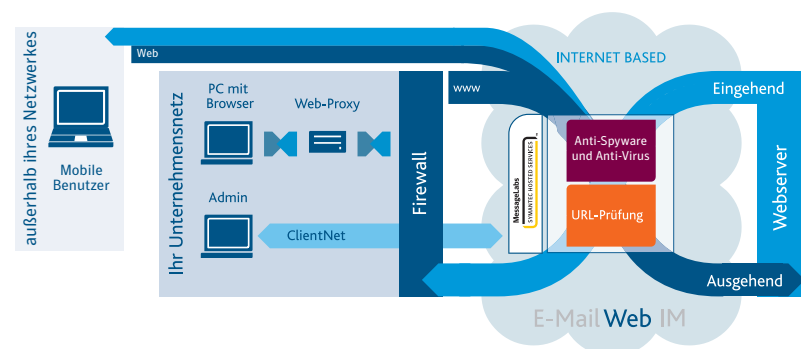 außerhalb ihres Netzwerkes
Mobile
Benutzer
Web
Ihr Unternehmensnetz
PC mit
Browser
Web-Proxy
Admin
ClientNet
Firewall
www
INTERNET BASED
MessageLabs
SYMANTEC HOSTED SERVICES™
Anti-Spyware
und Anti-Virus
URL-Prüfung
Eingehend
Webserver
Ausgehend
E-Mail Web IM